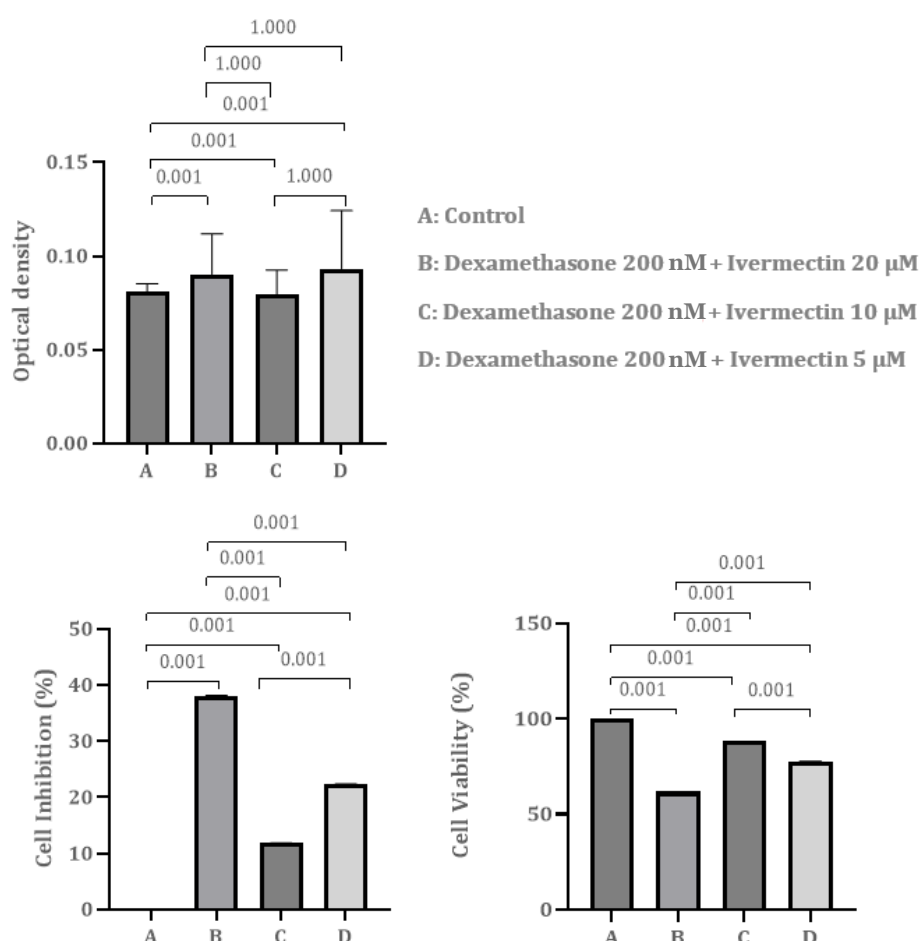 1.000
1.000
0.001
0.001
0.001
1.000
0.15
0.10
0.05
0.00
Optical density
A
B
C
D
A: Control
B: Dexamethasone 200 nM + Ivermectin 20 µM
C: Dexamethasone 200 nM + Ivermectin 10 µM
D: Dexamethasone 200 nM + Ivermectin 5 µM
0.001
0.001
0.001
0.001
0.001
0.001
50
40
30
20
10
0
Cell Inhibition (%)
A
B
C
D
0.001
0.001
0.001
0.001
0.001
0.001
150
100
50
0
Cell Viability (%)
A
B
C
D